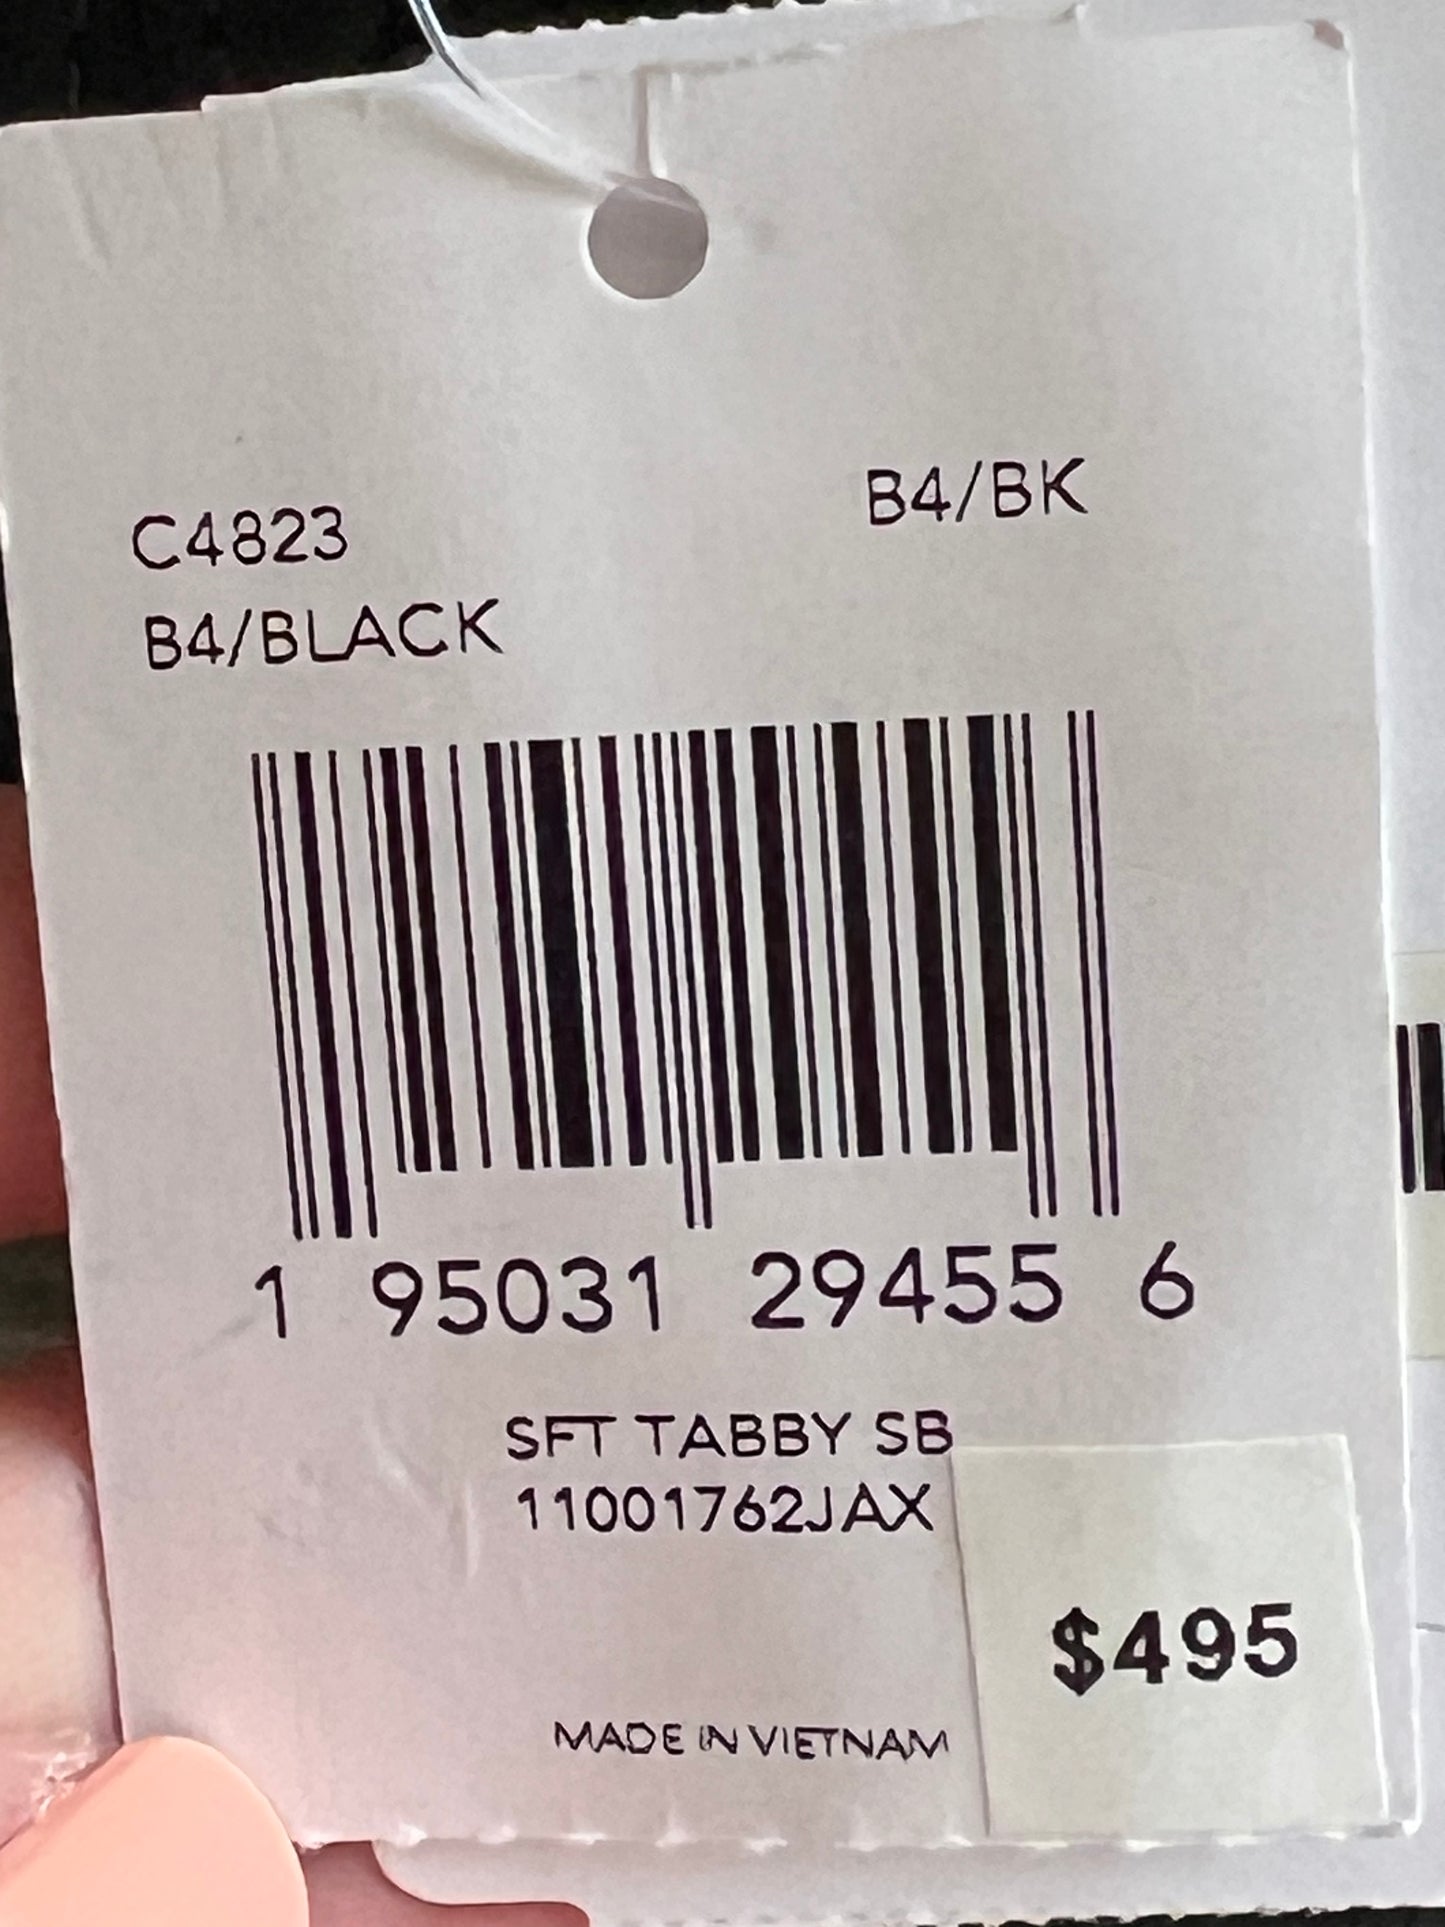 B4/BK
C4823
B4/BLACK
1 95031 29455 6
SFT TABBY SB
11001762JAX
$495
MADE IN VIETNAM